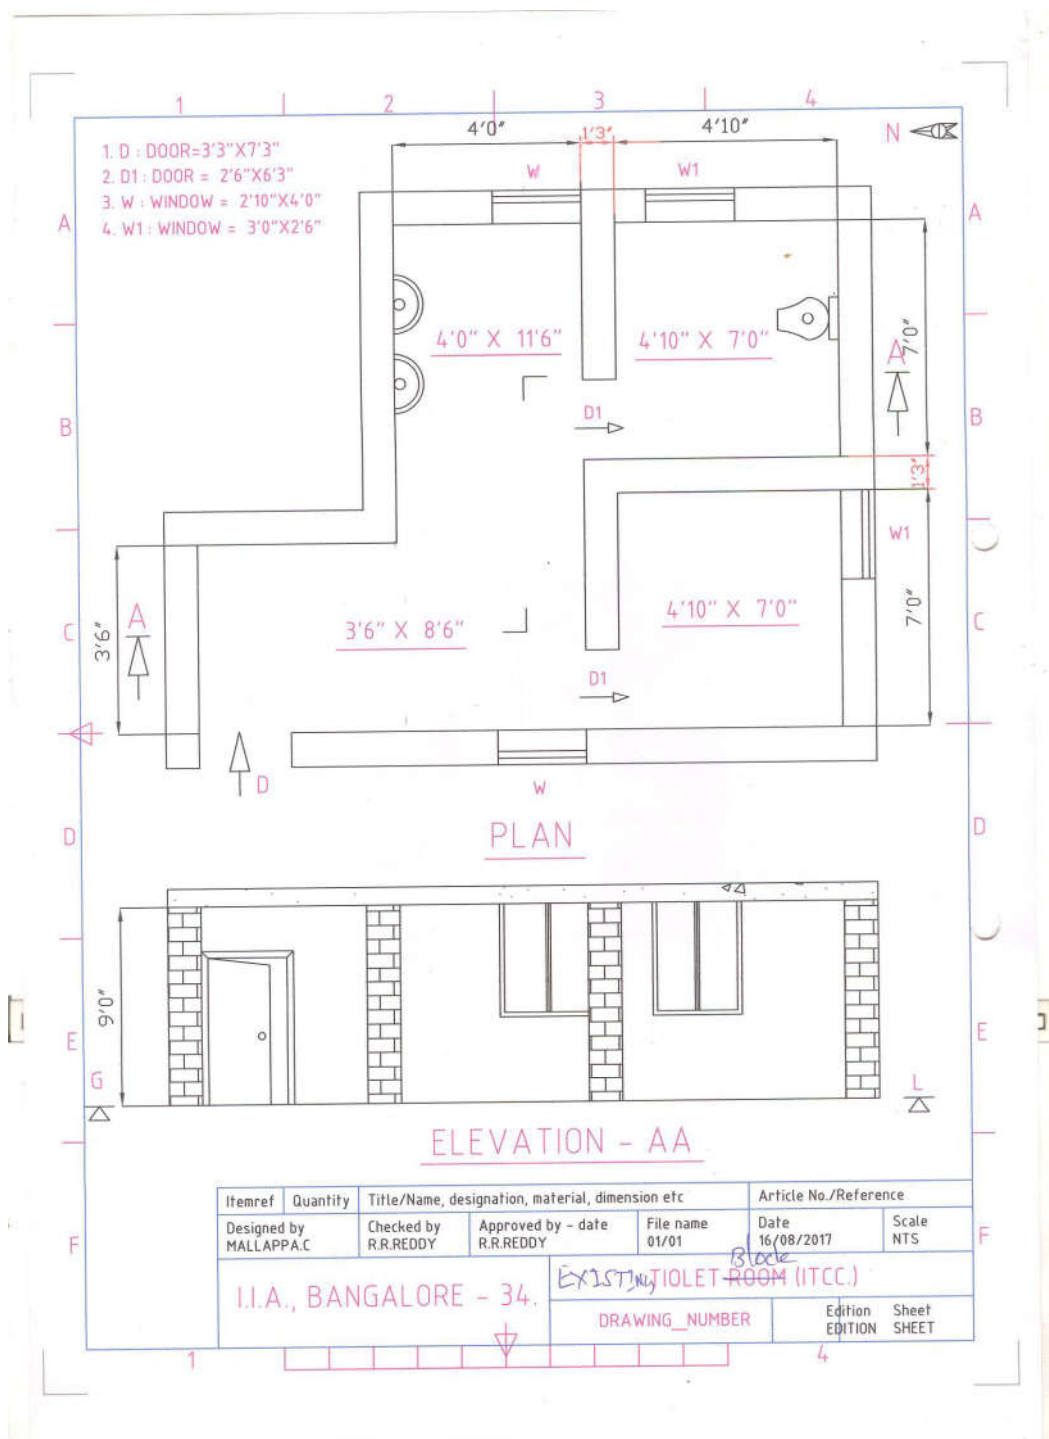 1 2 3 4
4'0" 1'3" 4'10" N
1. D : DOOR=3'3"X7'3"
2. D1 : DOOR = 2'6"X6'3"
3. W : WINDOW = 2'10"X4'0"
4. W1 : WINDOW = 3'0"X2'6"
W W1
A A
4'0" X 11'6" 4'10" X 7'0" 7'0"
A
B D1 B
1'3"
W1
C A 3'6" 3'6" X 8'6" 4'10" X 7'0" 7'0" C
D1
D
W
D PLAN D
9'0"
E E
G L
ELEVATION - AA
Itemref Quantity Title/Name, designation, material, dimension etc Article No./Reference
Designed by Checked by Approved by - date File name Date Scale
MALLAPPA.C R.R.REDDY R.R.REDDY 01/01 16/08/2017 NTS
F F
Block
I.I.A., BANGALORE - 34. EXISTING TIOLET ROOM (ITCC.)
DRAWING_NUMBER Edition Sheet
EDITION SHEET
1 4